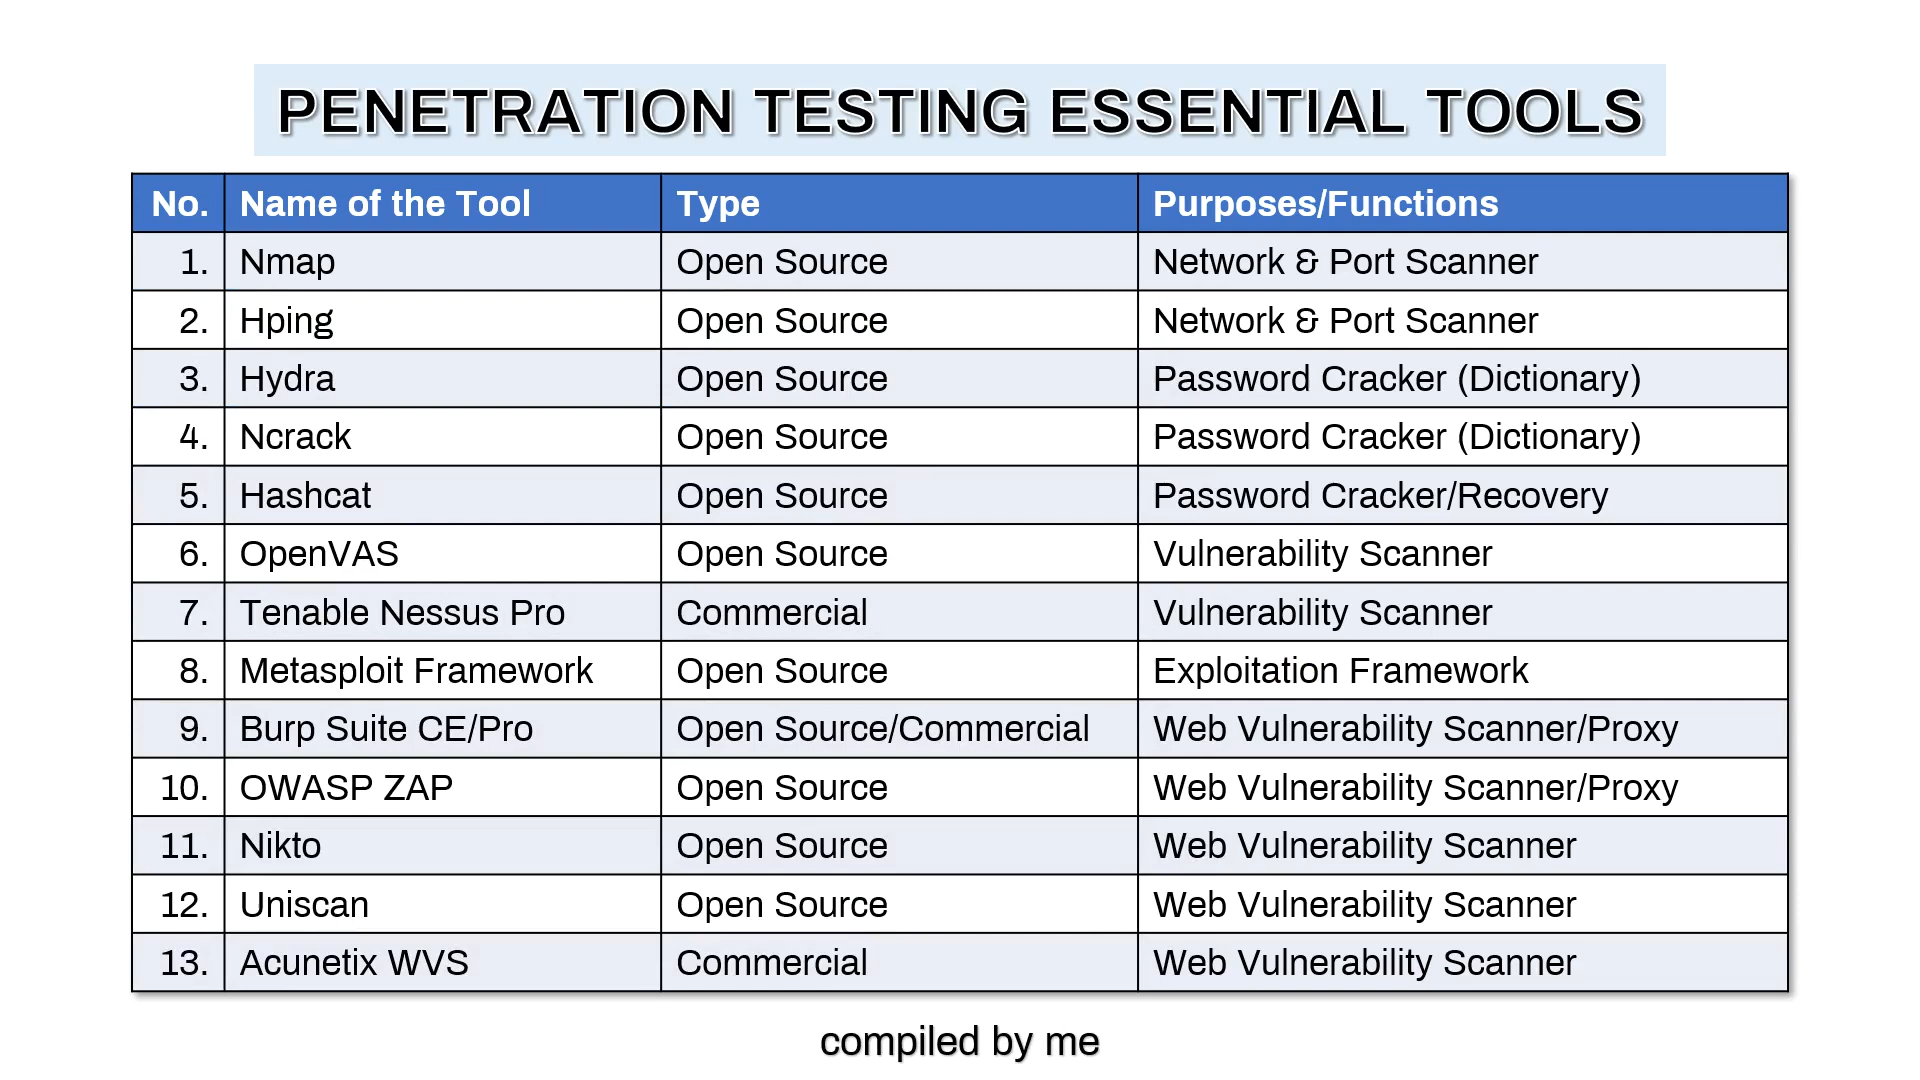 PENETRATION TESTING ESSENTIAL TOOLS
No. Name of the Tool Type Purposes/Functions
1. Nmap Open Source Network & Port Scanner
2. Hping Open Source Network & Port Scanner
3. Hydra Open Source Password Cracker (Dictionary)
4. Ncrack Open Source Password Cracker (Dictionary)
5. Hashcat Open Source Password Cracker/Recovery
6. OpenVAS Open Source Vulnerability Scanner
7. Tenable Nessus Pro Commercial Vulnerability Scanner
8. Metasploit Framework Open Source Exploitation Framework
9. Burp Suite CE/Pro Open Source/Commercial Web Vulnerability Scanner/Proxy
10. OWASP ZAP Open Source Web Vulnerability Scanner/Proxy
11. Nikto Open Source Web Vulnerability Scanner
12. Uniscan Open Source Web Vulnerability Scanner
13. Acunetix WVS Commercial Web Vulnerability Scanner
compiled by me